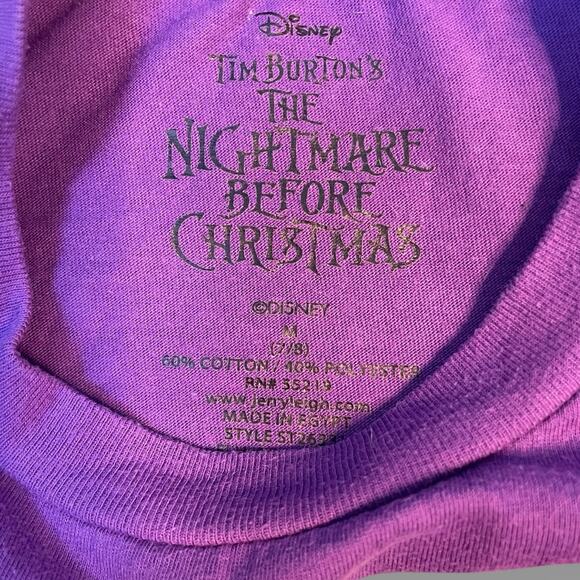 Disney
TIM BURTON'S
THE
NIGHTMARE
BEFORE
CHRISTMAS
©DISNEY
M
(7/8)
60% COTTON / 40% POLYESTER
RN# 55219
www.jerryleigh.com
MADE IN EGYPT
STYLE